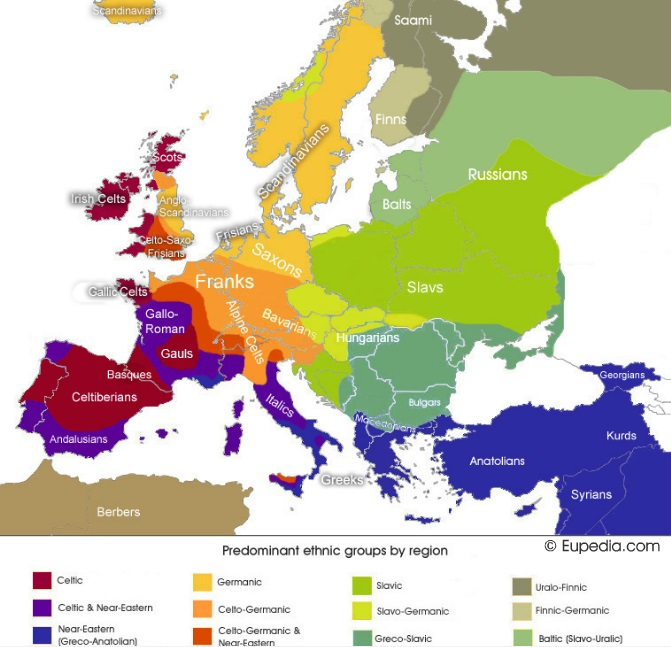 Scandinavians
Saami
Finns
Scandinavians
Scots
Irish Celts
Anglo
Scandinavians
Celto-Saxo-
Frisians
Frisians
Saxons
Russians
Balts
Slavs
Franks
Gallic Celts
Gallo-
Roman
Bavarians
Alpine Celts
Hungarians
Gauls
Basques
Celtiberians
Italics
Bulgars
Macedonians
Georgians
Andalusians
Kurds
Anatolians
Greeks
Syrians
Berbers
© Eupedia.com
Predominant ethnic groups by region
Celtic
Celtic & Near-Eastern
Near-Eastern
(Greco-Anatolian)
Germanic
Celto-Germanic
Celto-Germanic &
Near-Eastern
Slavic
Slavo-Germanic
Greco-Slavic
Uralo-Finnic
Finnic-Germanic
Baltic (Slavo-Uralic)